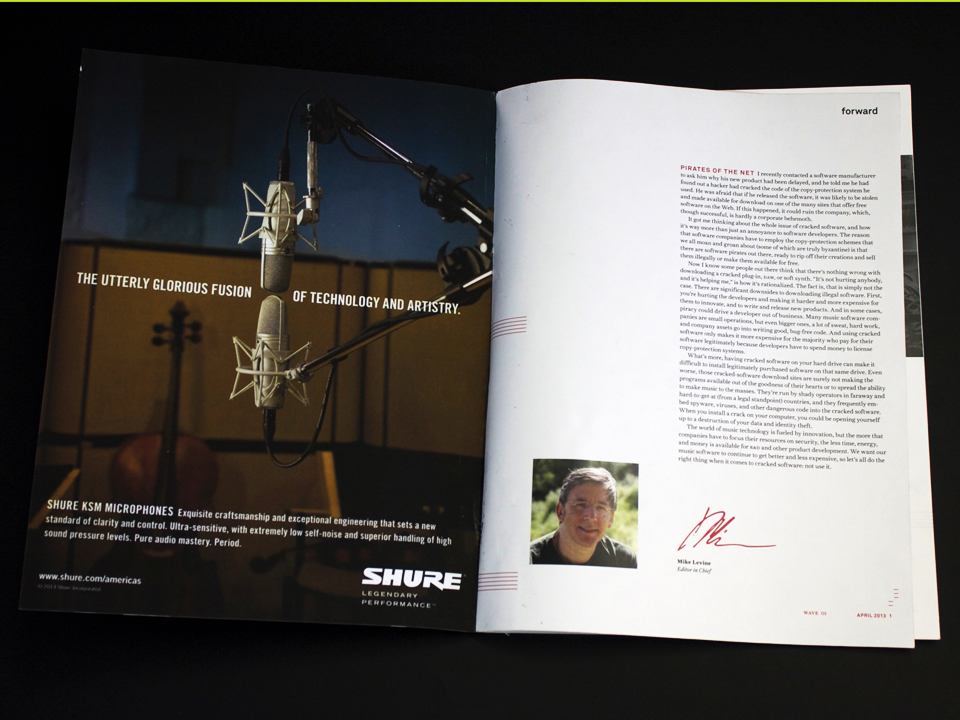 THE UTTERLY GLORIOUS FUSION OF TECHNOLOGY AND ARTISTRY.
SHURE KSM MICROPHONES Exquisite craftsmanship and exceptional engineering that sets a new
standard of clarity and control. Ultra-sensitive, with extremely low self-noise and superior handling of high
sound pressure levels. Pure audio mastery. Period.
www.shure.com/americas
SHURE
LEGENDARY
PERFORMANCE™
forward
PIRATES OF THE NET I recently contacted a software manufacturer
to ask him why his new product had been delayed, and he told me he had
found out a hacker had cracked the code of the copy-protection system he
used. He was afraid that if he released the software, it was likely to be stolen
and made available for download on one of the many sites that offer free
software on the Web. If this happened, it could ruin the company, which,
though successful, is hardly a corporate behemoth.
It got me thinking about the whole issue of cracked software, and how
it's way more than just an annoyance to software developers. The reason
that software companies have to employ the copy-protection schemes that
we all moan and groan about (some of which are truly byzantine) is that
there are software pirates out there, ready to rip off their creations and sell
them illegally or make them available for free.
Now I know some people out there think that there's nothing wrong with
downloading a cracked plug-in, DAW, or soft synth. "It's not hurting anybody,
and it's helping me," is how it's rationalized. The fact is, that is simply not the
case. There are significant downsides to downloading illegal software. First,
you're hurting the developers and making it harder and more expensive for
them to innovate, and to write and release new products. And in some cases,
piracy could drive a developer out of business. Many music software com-
panies are small operations, but even bigger ones, a lot of sweat, hard work,
and company assets go into writing good, bug-free code. And using cracked
software only makes it more expensive for the majority who pay for their
software legitimately because developers have to spend money to license
copy-protection systems.
What's more, having cracked software on your hard drive can make it
difficult to install legitimately purchased software on that same drive. Even
worse, those cracked-software download sites are surely not making the
programs available out of the goodness of their hearts or to spread the ability
to make music to the masses. They're run by shady operators in faraway and
hard-to-get-at (from a legal standpoint) countries, and they frequently em-
bed spyware, viruses, and other dangerous code into the cracked software.
When you install a crack on your computer, you could be opening yourself
up to a destruction of your data and identity theft.
The world of music technology is fueled by innovation, but the more that
companies have to focus their resources on security, the less time, energy,
and money is available for R&D and other product development. We want our
music software to continue to get better and less expensive, so let's all do the
right thing when it comes to cracked software: not use it.
Mike Levine
Editor in Chief
WAVE 01 APRIL 2013 1